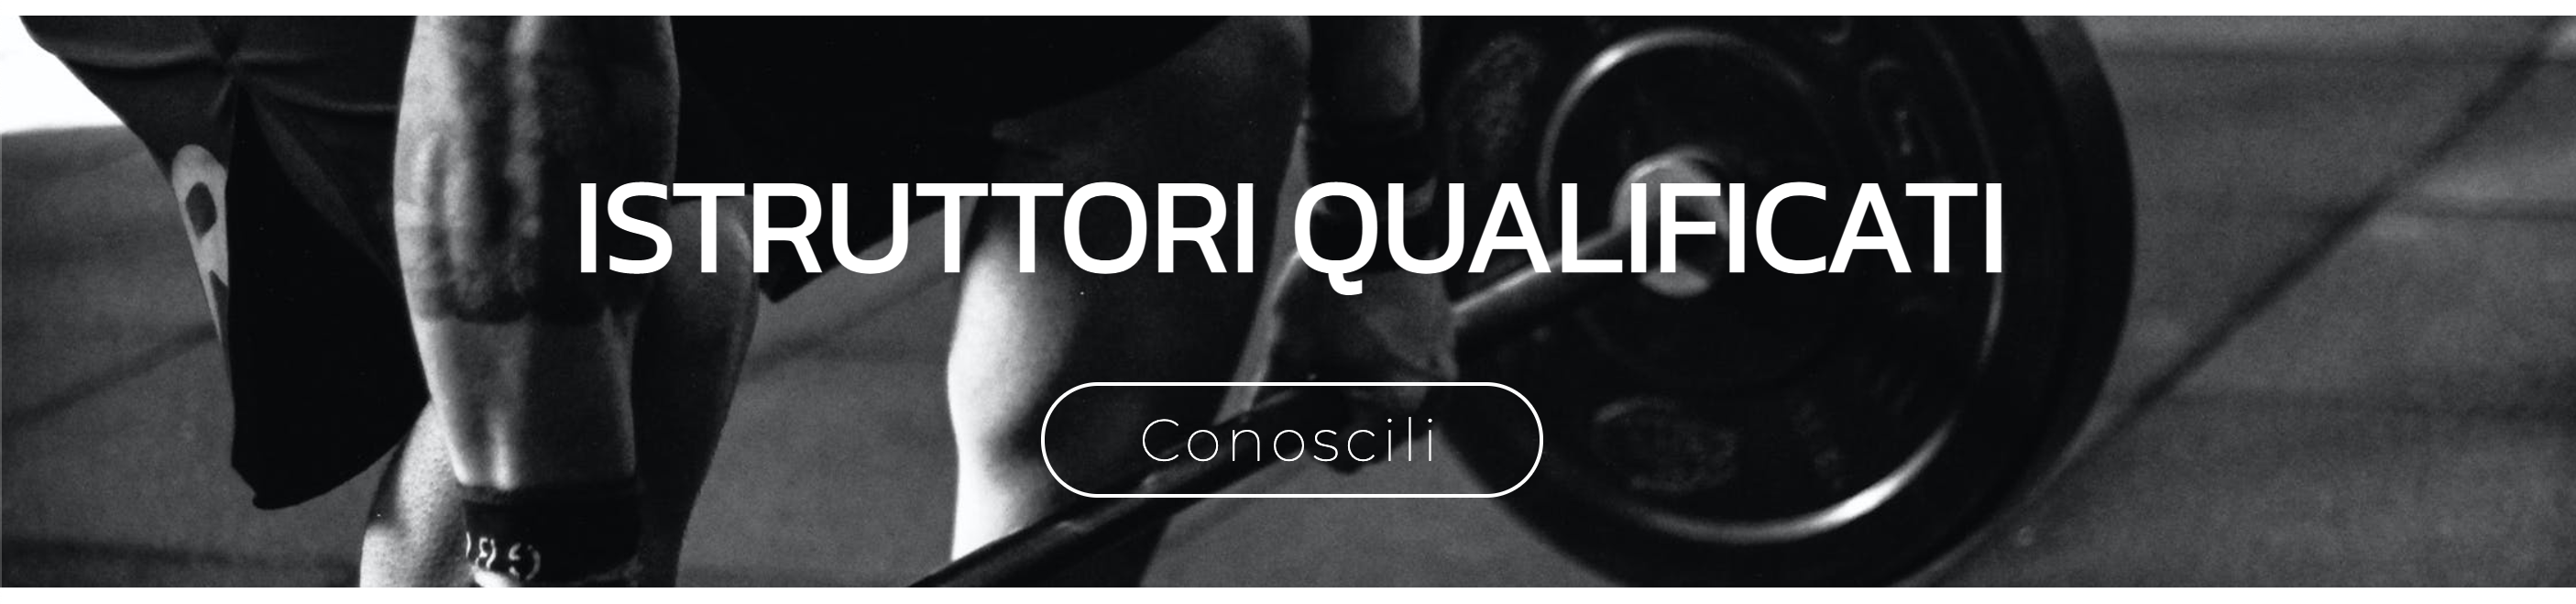 ISTRUTTORI QUALIFICATI
Conoscili